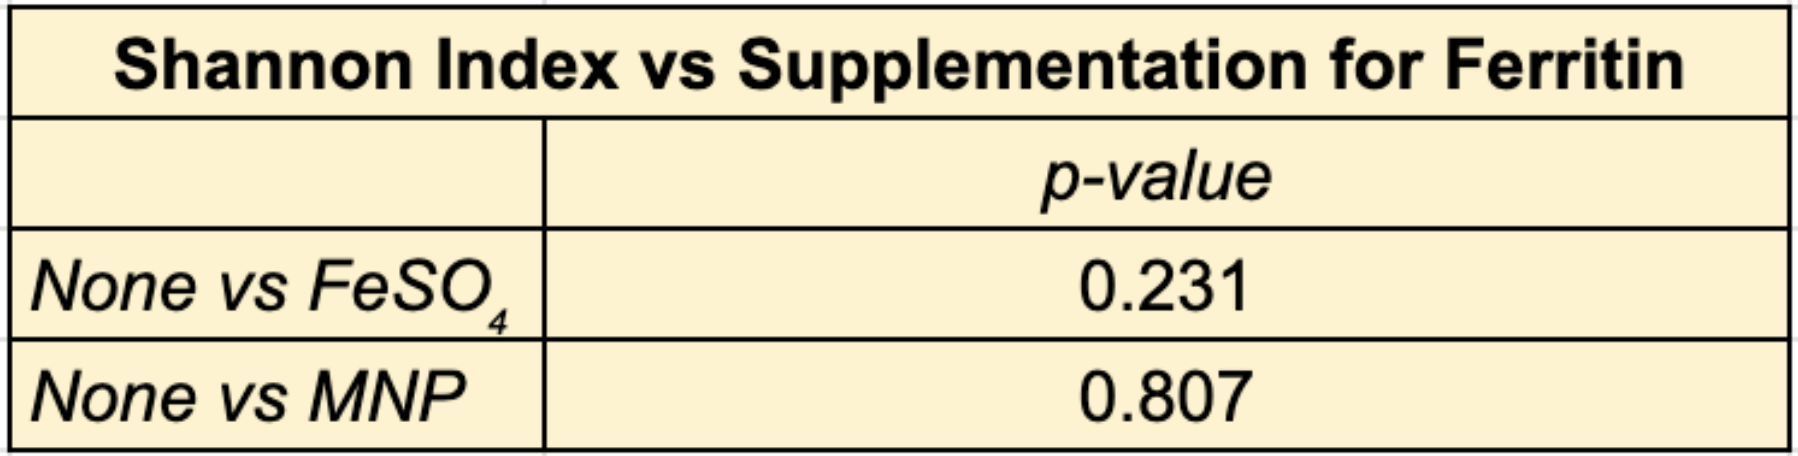 Shannon Index vs Supplementation for Ferritin
p-value
None vs FeSO₄ 0.231
None vs MNP 0.807